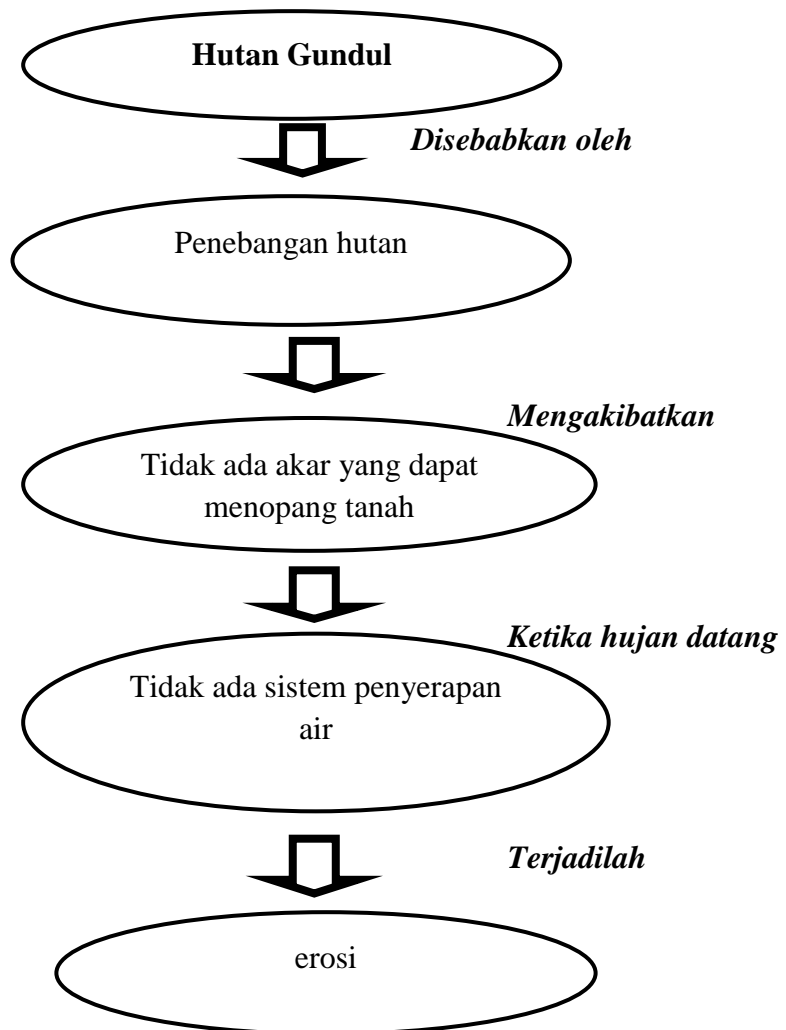 Hutan Gundul
Disebabkan oleh
Penebangan hutan
Mengakibatkan
Tidak ada akar yang dapat
menopang tanah
Ketika hujan datang
Tidak ada sistem penyerapan
air
Terjadilah
erosi